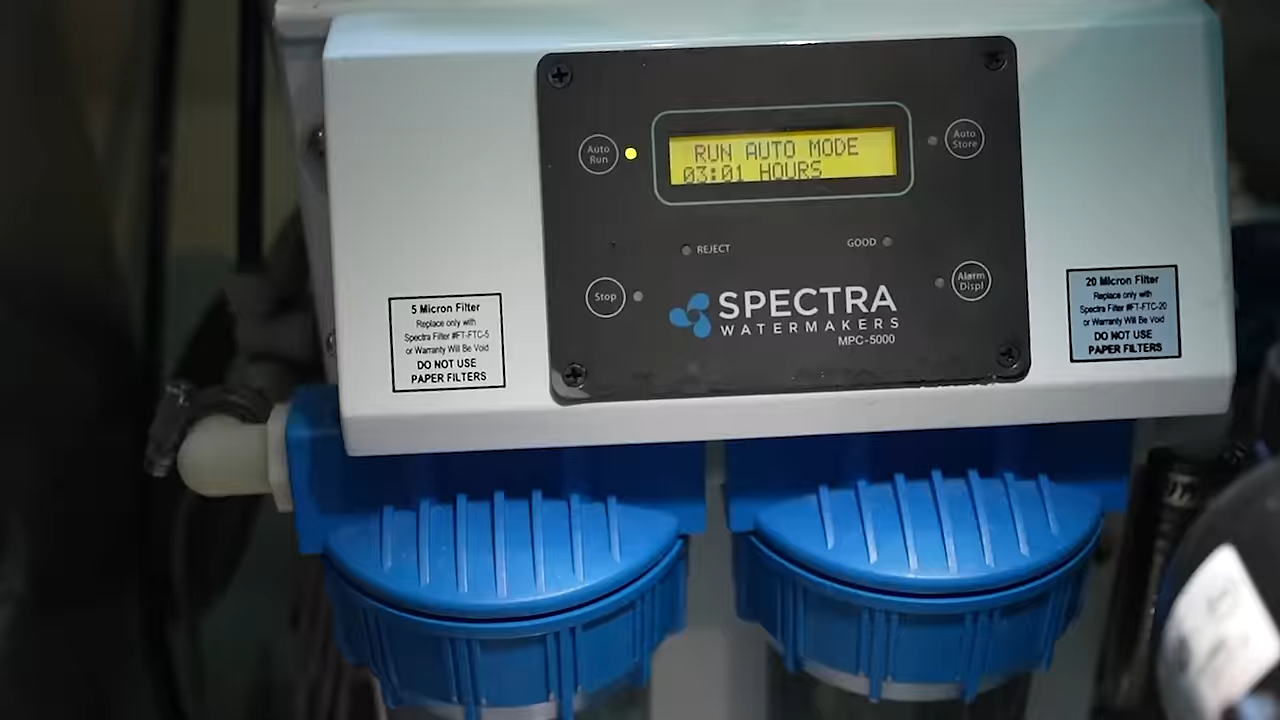 RUN AUTO MODE
03:01 HOURS
Auto
Run
Auto
Store
REJECT
GOOD
Stop
Alarm
Displ
SPECTRA
WATERMAKERS
MPC-5000
5 Micron Filter
Replace only with
Spectra Filter #FT-FTC-5
or Warranty Will Be Void
DO NOT USE
PAPER FILTERS
20 Micron Filter
Replace only with
Spectra Filter #FT-FTC-20
or Warranty Will Be Void
DO NOT USE
PAPER FILTERS